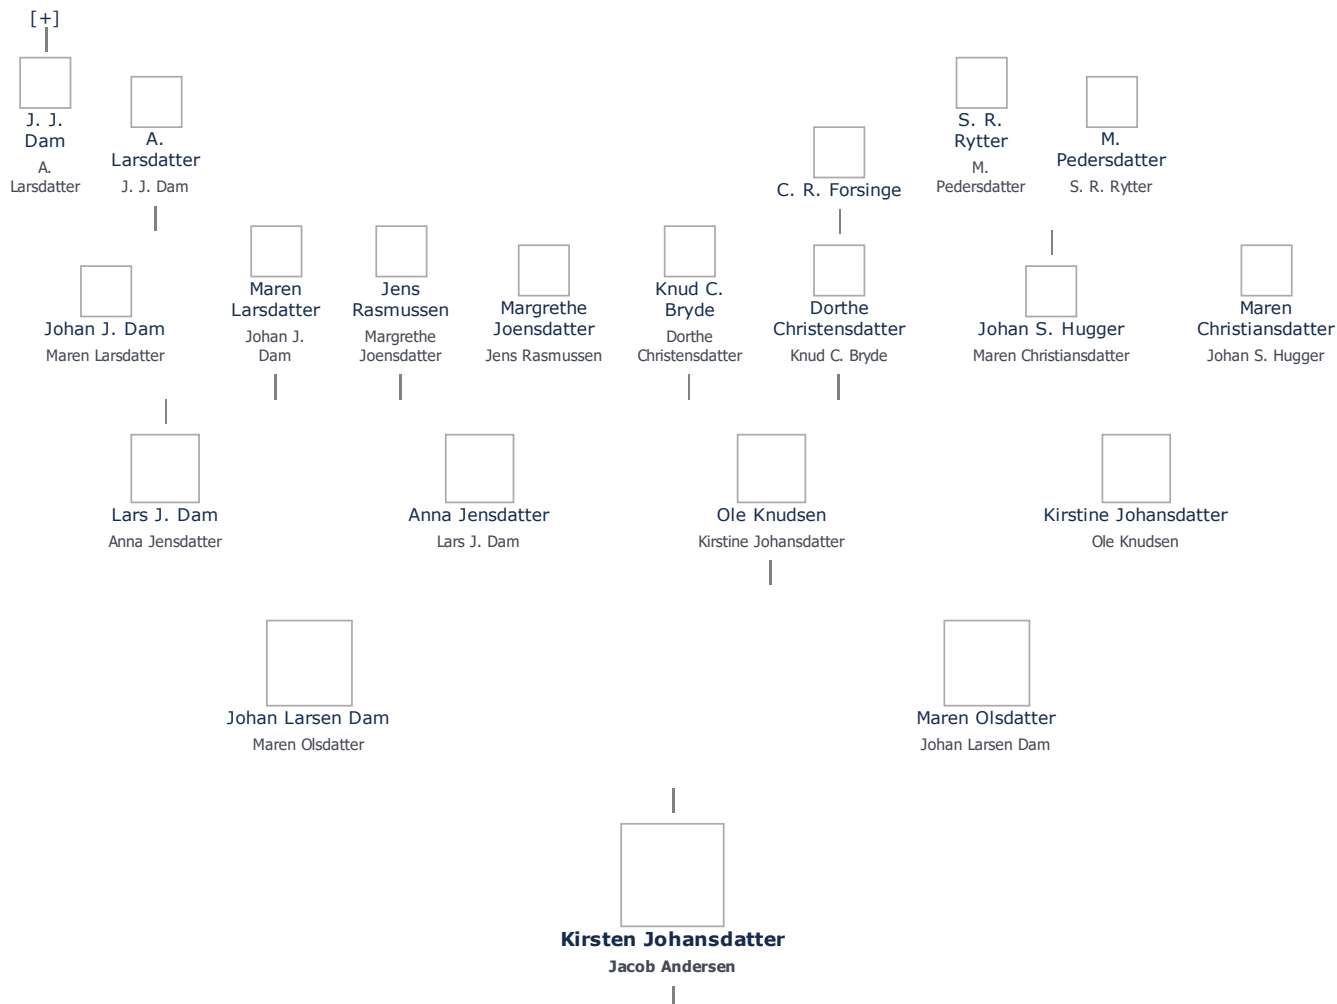 [+]
J. J.
Dam
A.
Larsdatter
A.
Larsdatter
J. J. Dam
C. R. Forsinge
S. R.
Rytter
M.
Pedersdatter
M.
Pedersdatter
S. R. Rytter
Johan J. Dam
Maren Larsdatter
Maren
Larsdatter
Johan J.
Dam
Jens
Rasmussen
Margrethe
Joensdatter
Margrethe
Joensdatter
Jens Rasmussen
Knud C.
Bryde
Dorthe
Christensdatter
Dorthe
Christensdatter
Knud C. Bryde
Johan S. Hugger
Maren Christiansdatter
Maren
Christiansdatter
Johan S. Hugger
Lars J. Dam
Anna Jensdatter
Anna Jensdatter
Lars J. Dam
Ole Knudsen
Kirstine Johansdatter
Kirstine Johansdatter
Ole Knudsen
Johan Larsen Dam
Maren Olsdatter
Maren Olsdatter
Johan Larsen Dam
Kirsten Johansdatter
Jacob Andersen